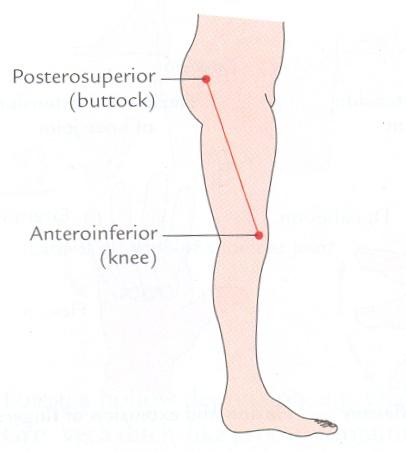 Posterosuperior
(buttock)
Anteroinferior
(knee)